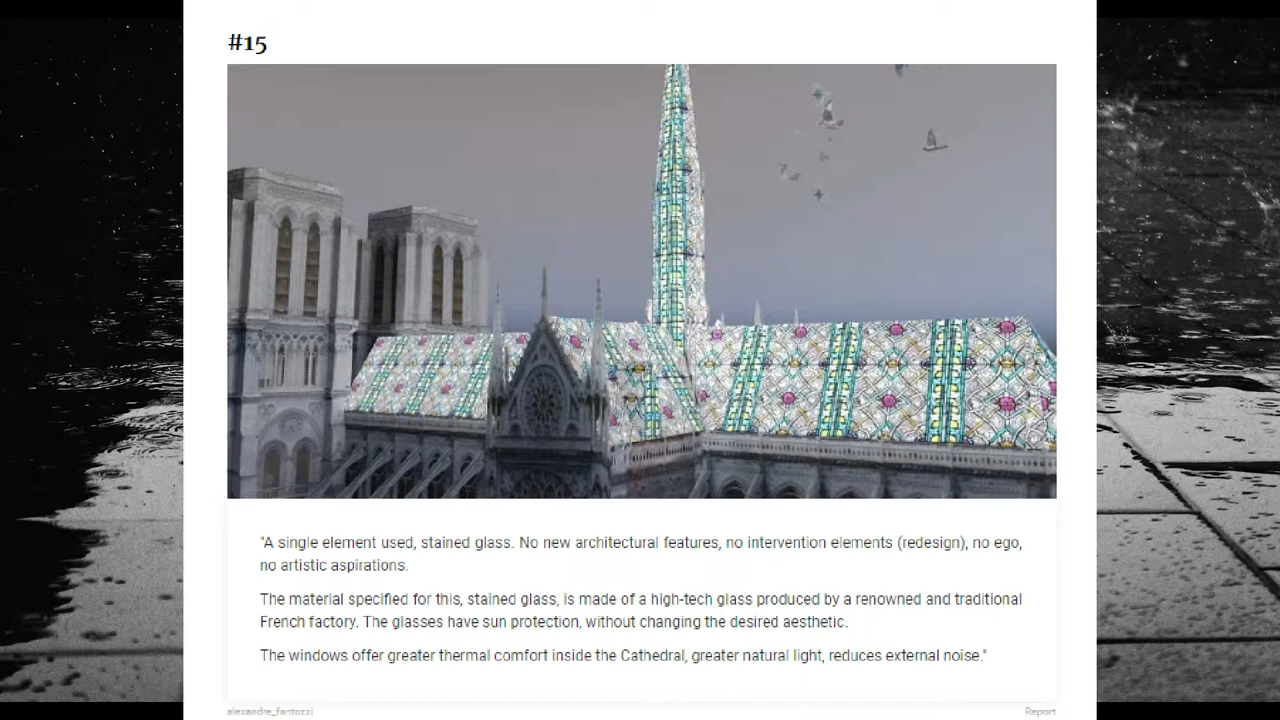 #15
"A single element used, stained glass. No new architectural features, no intervention elements (redesign), no ego,
no artistic aspirations.
The material specified for this, stained glass, is made of a high-tech glass produced by a renowned and traditional
French factory. The glasses have sun protection, without changing the desired aesthetic.
The windows offer greater thermal comfort inside the Cathedral, greater natural light, reduces external noise."
alexandre_fantozzi
Report